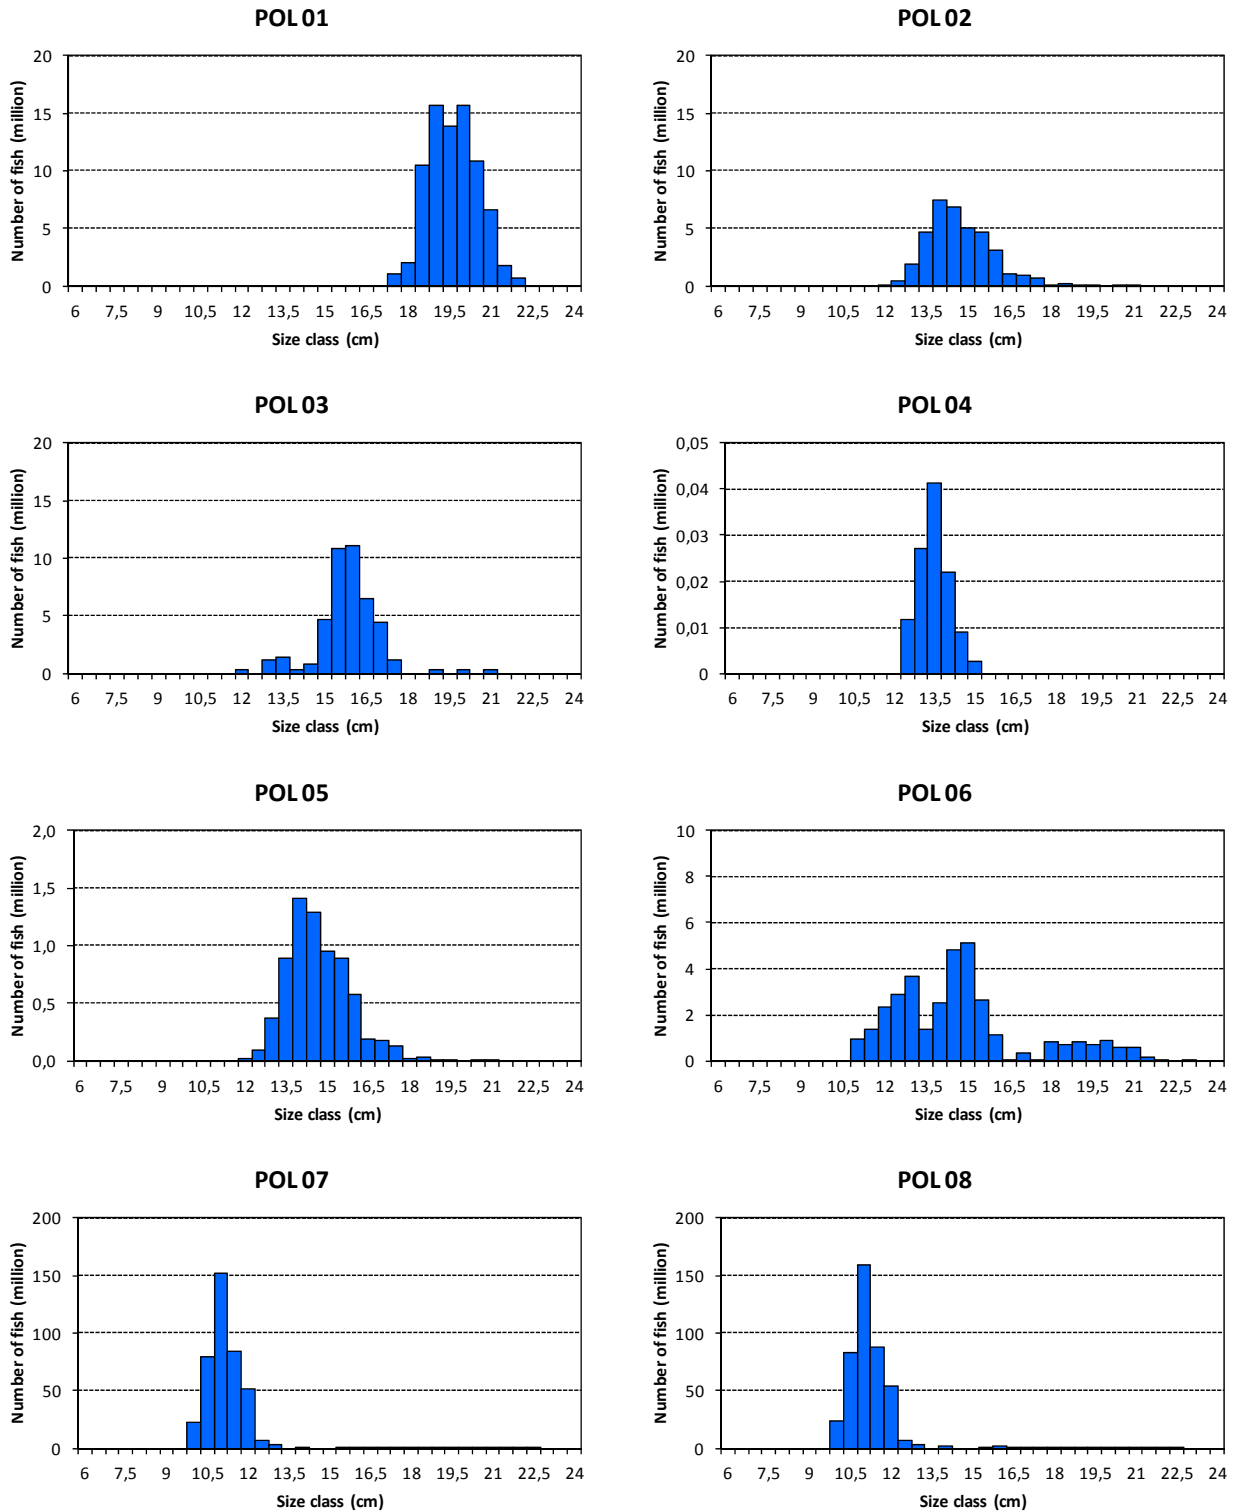 POL 01
POL 02
Number of fish (million)
20
15
10
5
0
6 7,5 9 10,5 12 13,5 15 16,5 18 19,5 21 22,5 24
Size class (cm)
Number of fish (million)
20
15
10
5
0
6 7,5 9 10,5 12 13,5 15 16,5 18 19,5 21 22,5 24
Size class (cm)
POL 03
POL 04
Number of fish (million)
20
15
10
5
0
6 7,5 9 10,5 12 13,5 15 16,5 18 19,5 21 22,5 24
Size class (cm)
Number of fish (million)
0,05
0,04
0,03
0,02
0,01
0
6 7,5 9 10,5 12 13,5 15 16,5 18 19,5 21 22,5 24
Size class (cm)
POL 05
POL 06
Number of fish (million)
2,0
1,5
1,0
0,5
0,0
6 7,5 9 10,5 12 13,5 15 16,5 18 19,5 21 22,5 24
Size class (cm)
Number of fish (million)
10
8
6
4
2
0
6 7,5 9 10,5 12 13,5 15 16,5 18 19,5 21 22,5 24
Size class (cm)
POL 07
POL 08
Number of fish (million)
200
150
100
50
0
6 7,5 9 10,5 12 13,5 15 16,5 18 19,5 21 22,5 24
Size class (cm)
Number of fish (million)
200
150
100
50
0
6 7,5 9 10,5 12 13,5 15 16,5 18 19,5 21 22,5 24
Size class (cm)